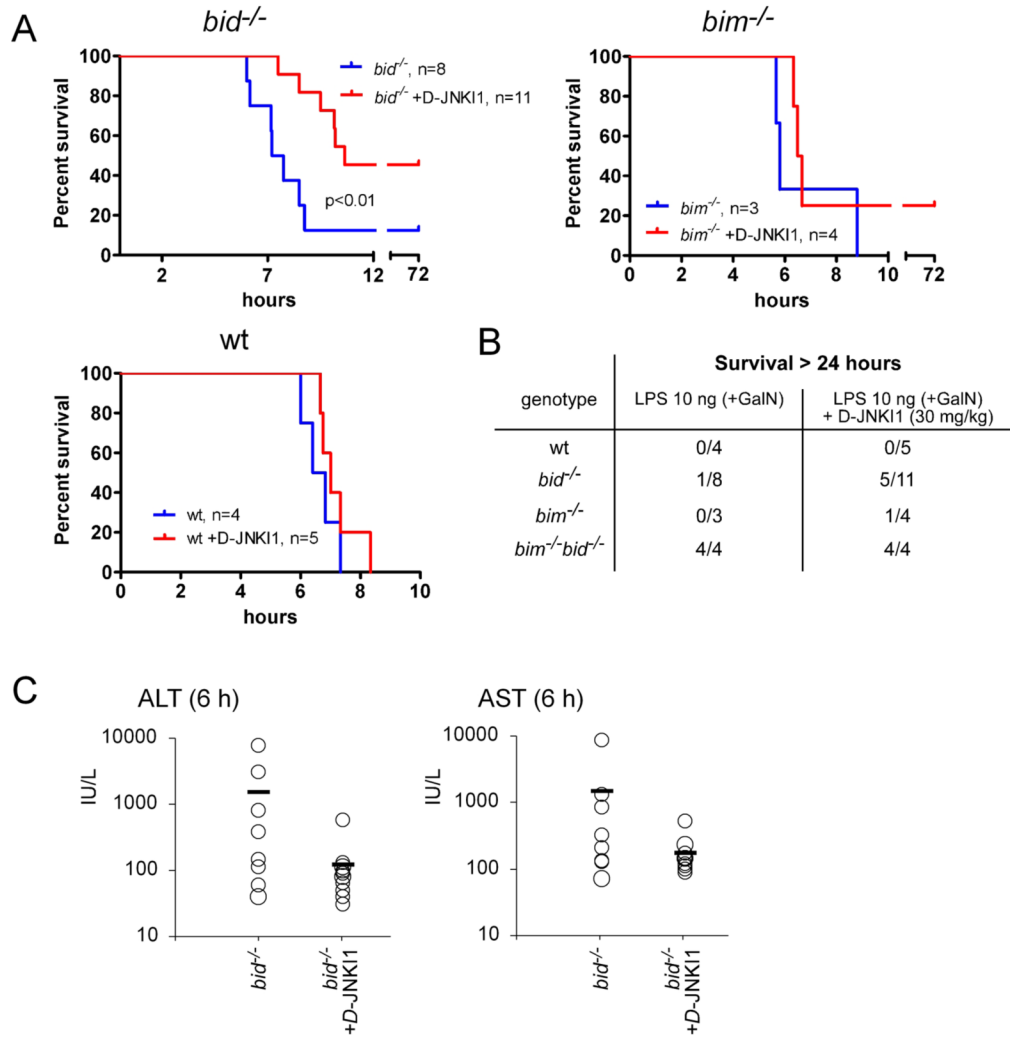 A
bid-/-
Percent survival
100
80
60
40
20
0
bid-/-, n=8
bid-/- +D-JNKI1, n=11
p<0.01
2
7
12
72
hours
bim-/-
Percent survival
100
80
60
40
20
0
bim-/-, n=3
bim-/- +D-JNKI1, n=4
0
2
4
6
8
10
72
hours
wt
Percent survival
100
80
60
40
20
0
wt, n=4
wt +D-JNKI1, n=5
0
2
4
6
8
10
hours
B
Survival > 24 hours
genotype
LPS 10 ng (+GalN)
LPS 10 ng (+GalN)
+ D-JNKI1 (30 mg/kg)
wt 0/4 0/5
bid-/- 1/8 5/11
bim-/- 0/3 1/4
bim-/-bid-/- 4/4 4/4
C
ALT (6 h)
IU/L
10000
1000
100
10
bid-/-
bid-/-
+D-JNKI1
AST (6 h)
IU/L
10000
1000
100
10
bid-/-
bid-/-
+D-JNKI1